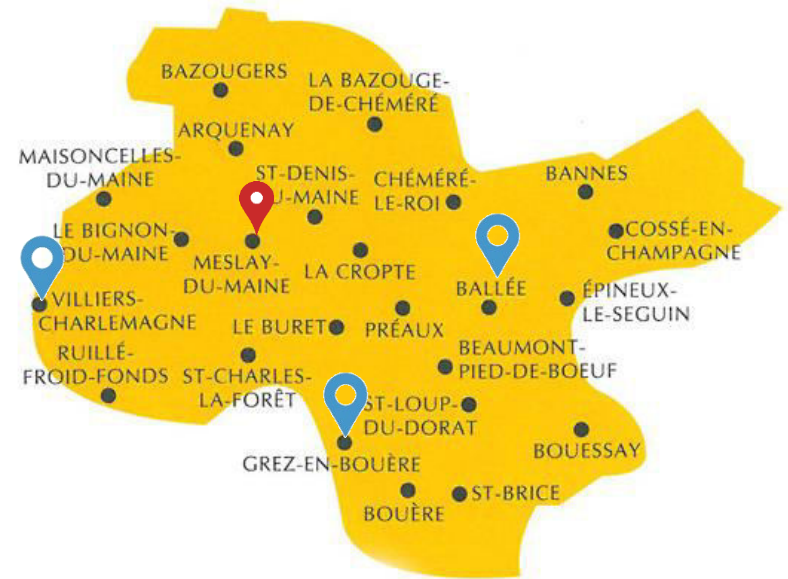 BAZOUGERS
LA BAZOUGE-
DE-CHÉMÉRÉ
ARQUENAY
MAISONCELLES-
DU-MAINE
ST-DENIS-
U-MAINE
CHÉMÉRÉ-
LE-ROI
BANNES
LE BIGNON-
DU-MAINE
COSSÉ-EN-
CHAMPAGNE
MESLAY-
DU-MAINE
LA CROPTE
BALLÉE
ÉPINEUX-
LE-SEGUIN
VILLIERS-
CHARLEMAGNE
LE BURET
PRÉAUX
RUILLÉ-
FROID-FONDS
ST-CHARLES-
LA-FORÊT
BEAUMONT-
PIED-DE-BOEUF
ST-LOUP-
DU-DORAT
BOUESSAY
GREZ-EN-BOUÈRE
BOUÈRE
ST-BRICE